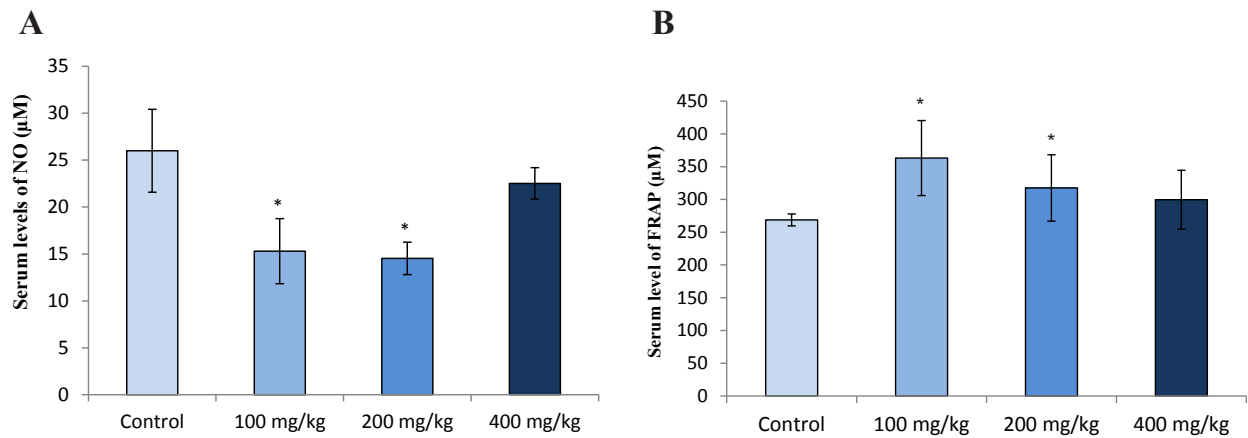 A
Serum levels of NO (µM)
35
30
25
20
15
10
5
0
*
*
Control
100 mg/kg
200 mg/kg
400 mg/kg
B
Serum level of FRAP (µM)
450
400
350
300
250
200
150
100
50
0
*
*
Control
100 mg/kg
200 mg/kg
400 mg/kg